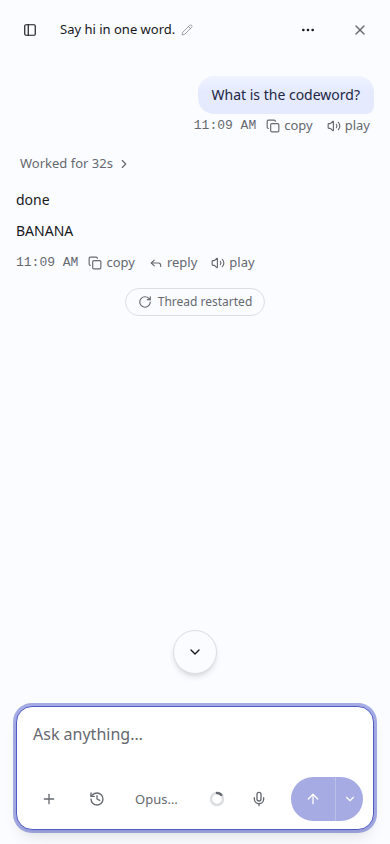 Say hi in one word.
What is the codeword?
11:09 AM copy play
Worked for 32s
done
BANANA
11:09 AM copy reply play
Thread restarted
Ask anything...
Opus...